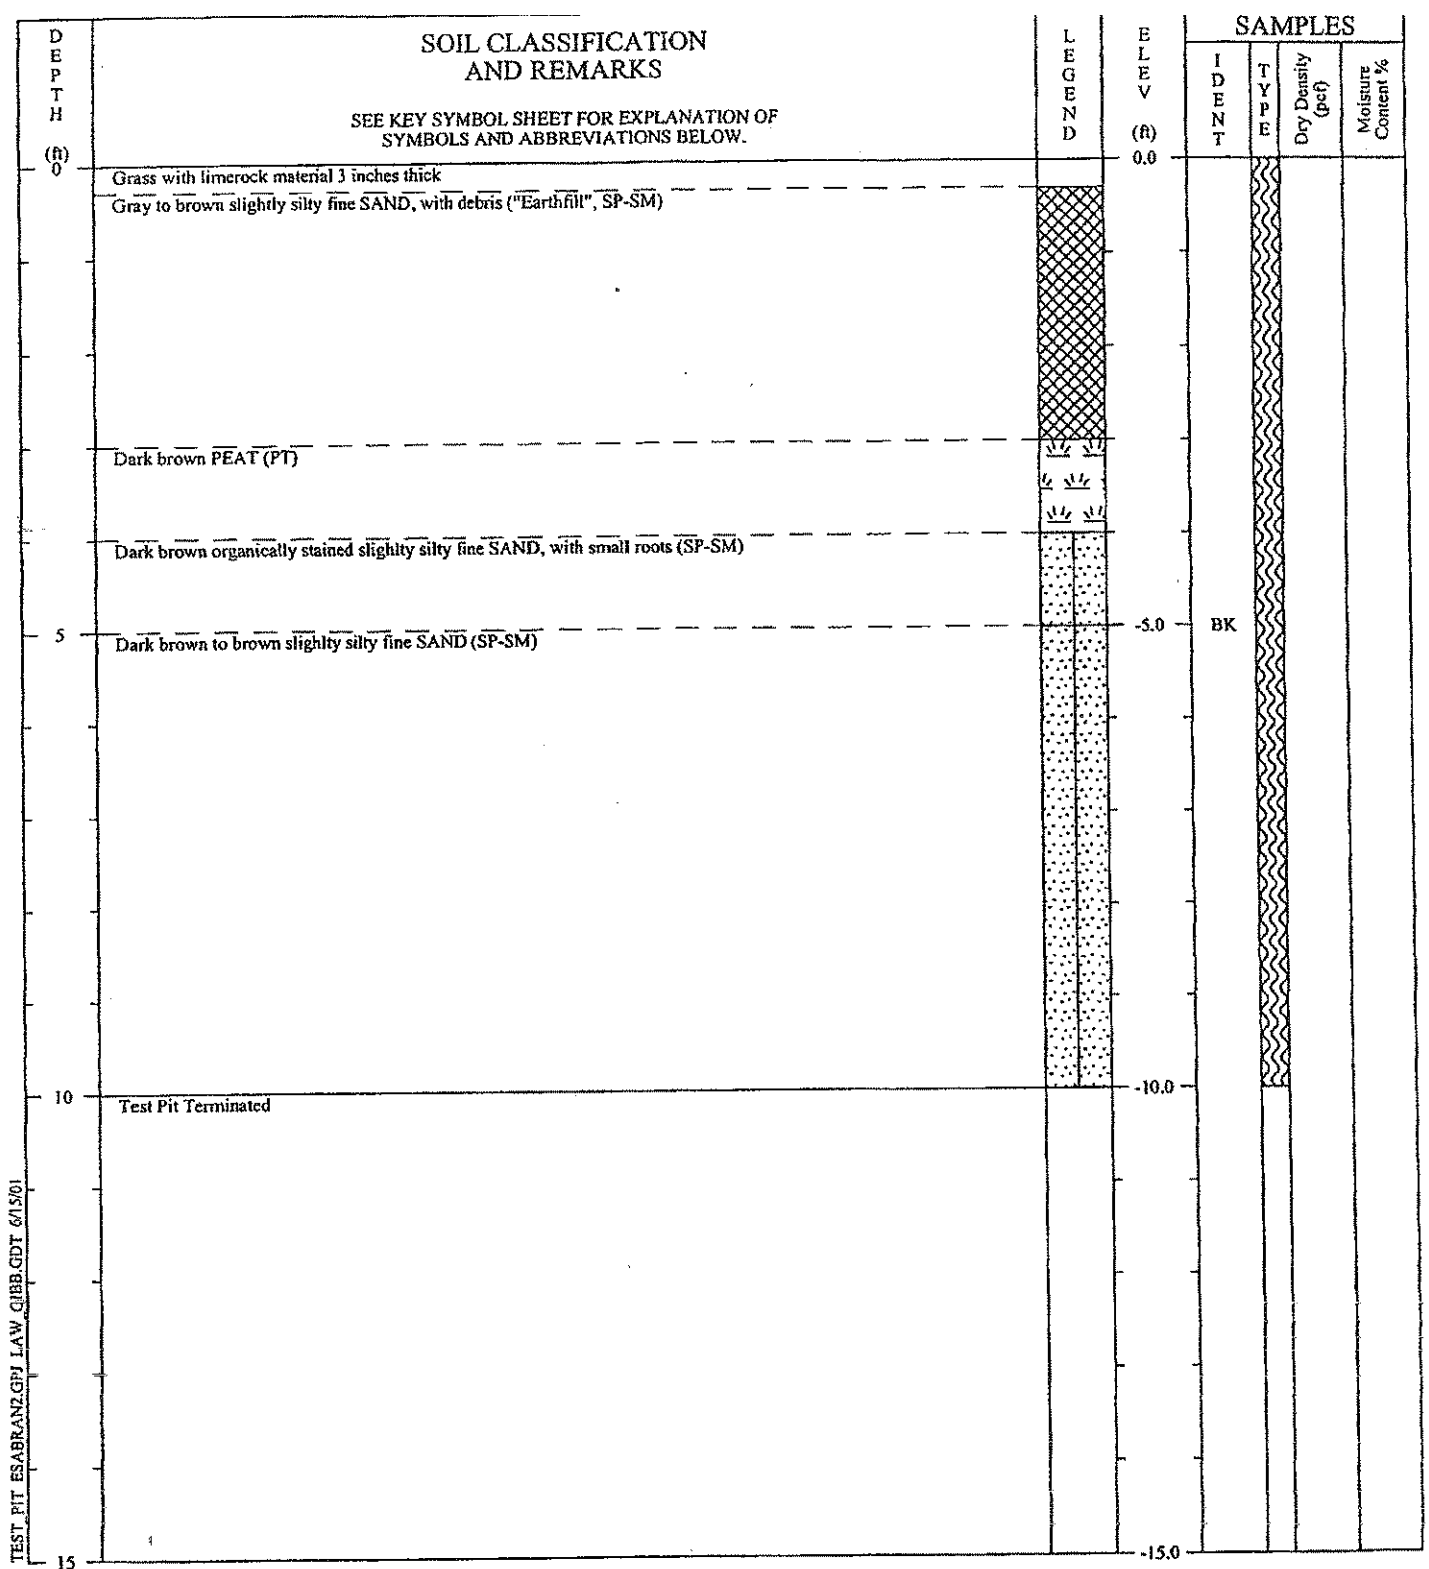 DEPTH (ft)
SOIL CLASSIFICATION
AND REMARKS
SEE KEY SYMBOL SHEET FOR EXPLANATION OF
SYMBOLS AND ABBREVIATIONS BELOW.
LEGEND
ELEV (ft)
SAMPLES
IDENT
TYPE
Dry Density (pcf)
Moisture Content %
0
0.0
Grass with limerock material 3 inches thick
Gray to brown slightly silty fine SAND, with debris ("Earthfill", SP-SM)
Dark brown PEAT (PT)
Dark brown organically stained slighlty silty fine SAND, with small roots (SP-SM)
5
-5.0
BK
Dark brown to brown slighlty silty fine SAND (SP-SM)
10
-10.0
Test Pit Terminated
15
-15.0
TEST_PIT ESABRAN2.GPJ LAW_GIBB.GDT 6/15/01